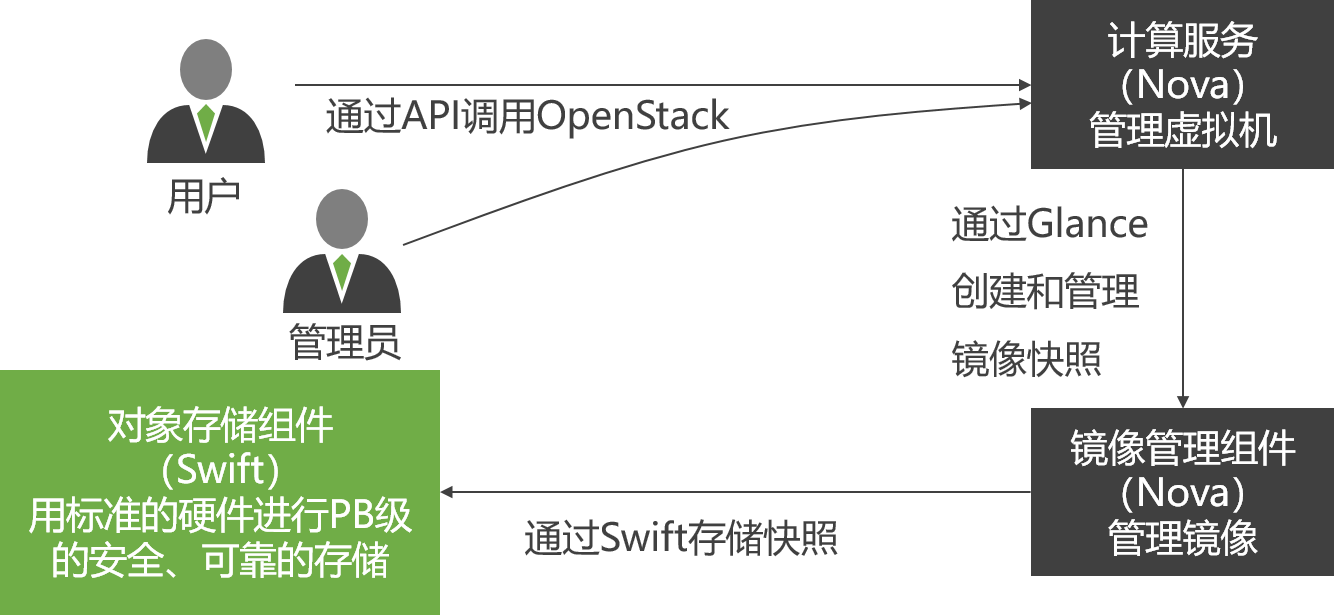 计算服务
（Nova）
管理虚拟机
通过API调用OpenStack
用户
管理员
通过Glance
创建和管理
镜像快照
对象存储组件
（Swift）
用标准的硬件进行PB级
的安全、可靠的存储
镜像管理组件
（Nova）
管理镜像
通过Swift存储快照